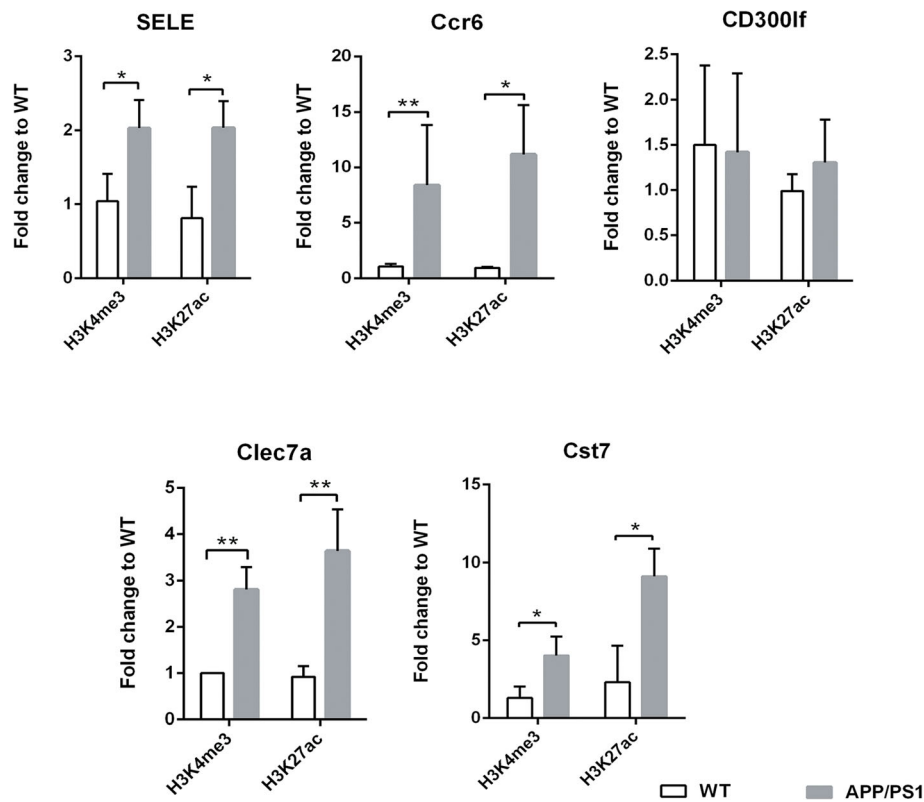 SELE
Ccr6
CD300lf
Fold change to WT
3
2
1
0
*
*
H3K4me3
H3K27ac
Fold change to WT
20
15
10
5
0
**
*
H3K4me3
H3K27ac
Fold change to WT
2.5
2.0
1.5
1.0
0.5
0.0
H3K4me3
H3K27ac
Clec7a
Cst7
Fold change to WT
5
4
3
2
1
0
**
**
H3K4me3
H3K27ac
Fold change to WT
15
10
5
0
*
*
H3K4me3
H3K27ac
WT
APP/PS1